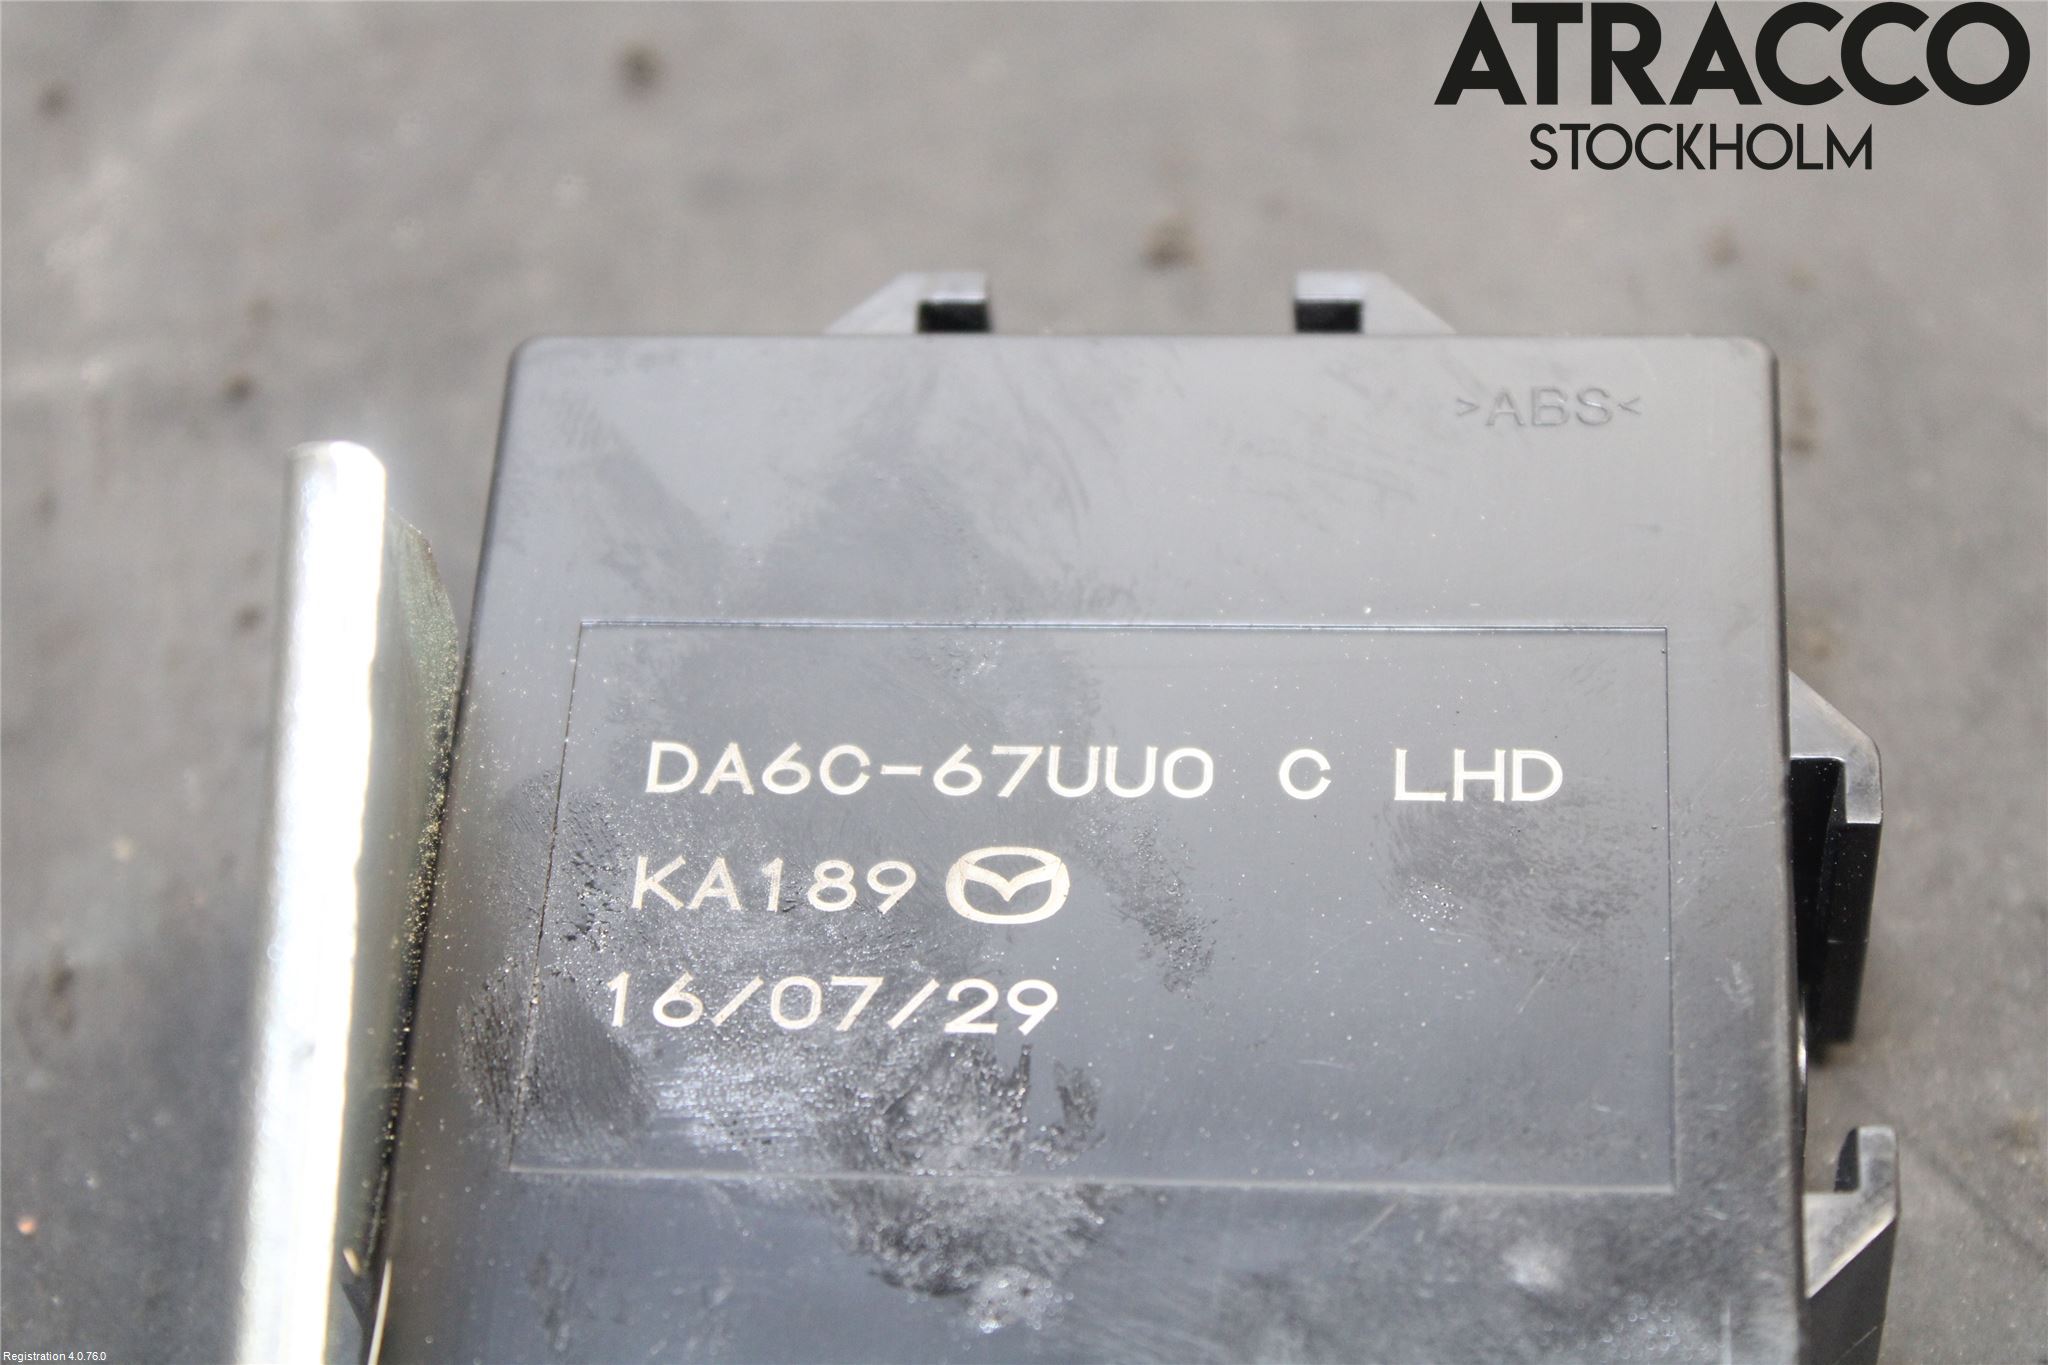 ATRACCO
STOCKHOLM
>ABS<
DA6C-67UU0 C LHD
KA189
16/07/29
Registration 4.0.76.0